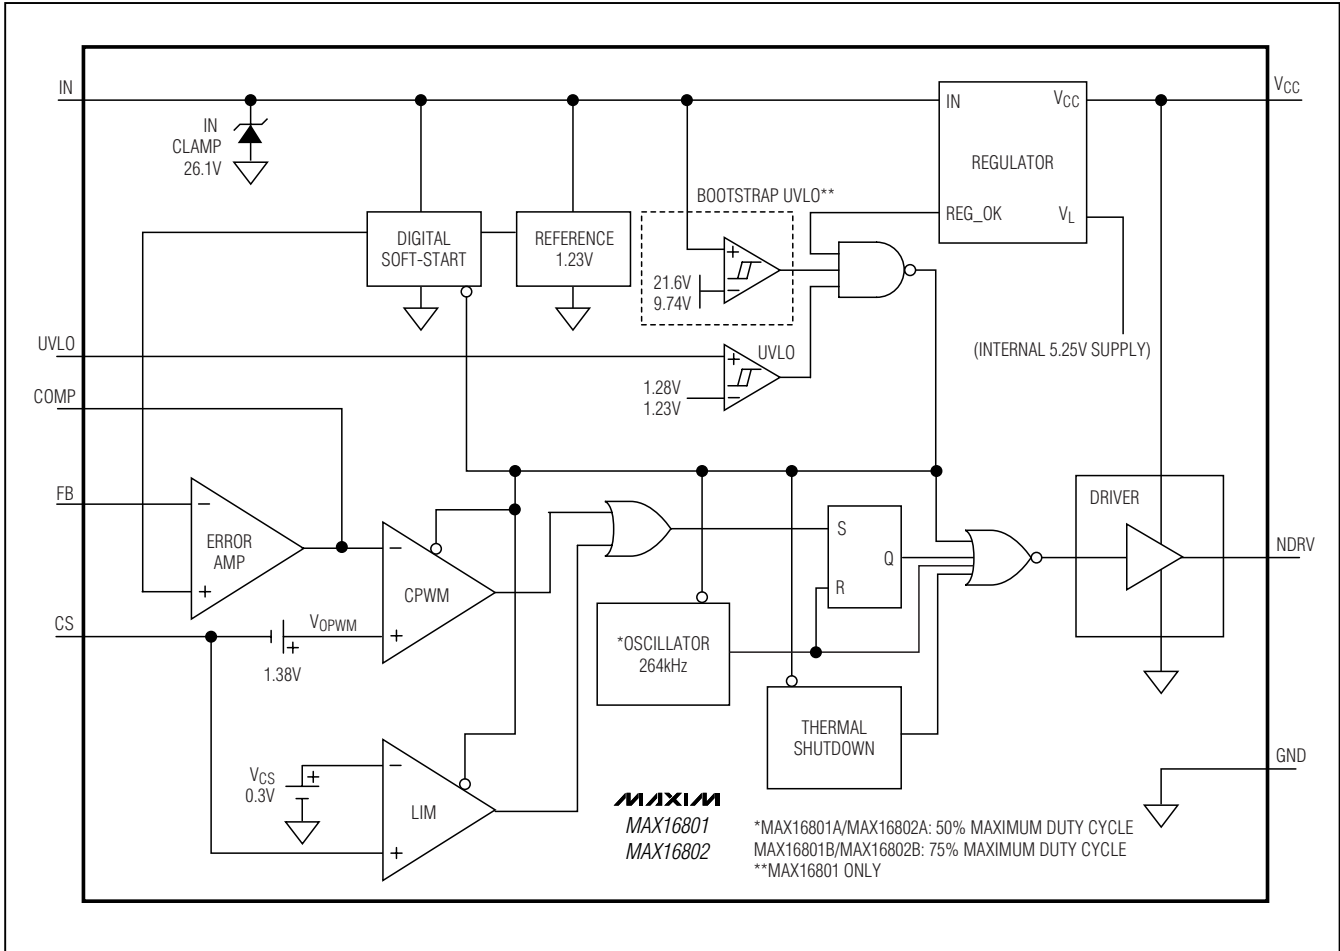 IN
VCC
IN
CLAMP
26.1V
IN
VCC
REGULATOR
REG_OK
VL
BOOTSTRAP UVLO**
DIGITAL
SOFT-START
REFERENCE
1.23V
+
21.6V
9.74V
−
(INTERNAL 5.25V SUPPLY)
UVLO
+
UVLO
1.28V
1.23V
−
COMP
FB
−
ERROR
AMP
+
−
CPWM
+
S
Q
R
DRIVER
NDRV
CS
VOPWM
+
1.38V
*OSCILLATOR
264kHz
THERMAL
SHUTDOWN
GND
VCS
0.3V
+
−
LIM
+
MAXIM
MAX16801
MAX16802
*MAX16801A/MAX16802A: 50% MAXIMUM DUTY CYCLE
MAX16801B/MAX16802B: 75% MAXIMUM DUTY CYCLE
**MAX16801 ONLY